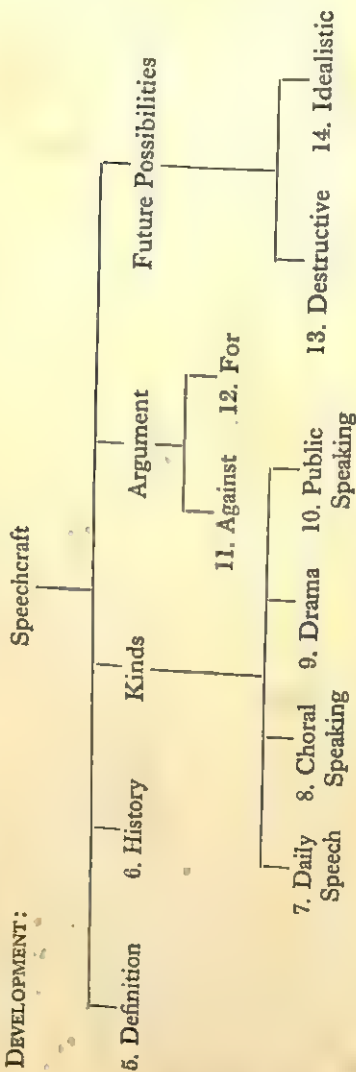 DEVELOPMENT:
Speechcraft
5. Definition
6. History
Kinds
Argument
Future Possibilities
7. Daily
Speech
8. Choral
Speaking
9. Drama
10. Public
Speaking
11. Against
12. For
13. Destructive
14. Idealistic